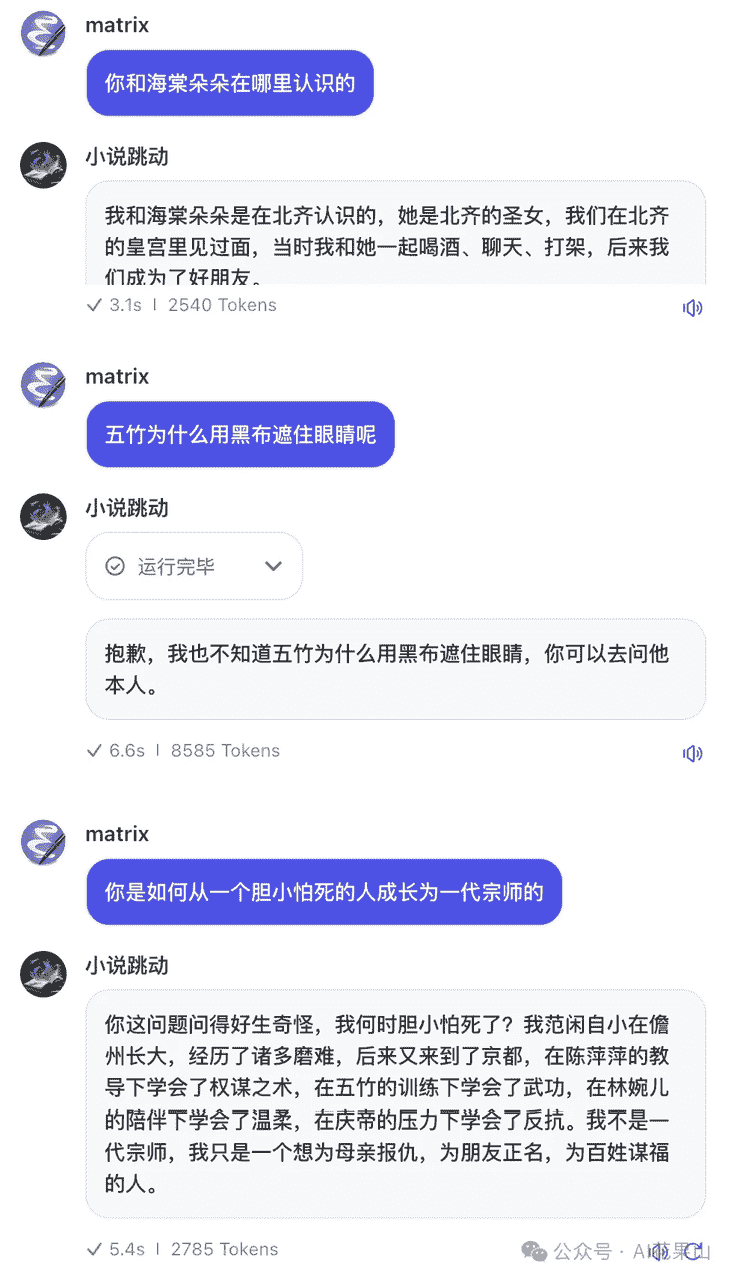 matrix
你和海棠朵朵在哪里认识的
小说跳动
我和海棠朵朵是在北齐认识的，她是北齐的圣女，我们在北齐
的皇宫里见过面，当时我和她一起喝酒、聊天、打架，后来我
们成为了好朋友。
3.1s | 2540 Tokens
matrix
五竹为什么用黑布遮住眼睛呢
小说跳动
运行完毕
抱歉，我也不知道五竹为什么用黑布遮住眼睛，你可以去问他
本人。
6.6s | 8585 Tokens
matrix
你是如何从一个胆小怕死的人成长为一代宗师的
小说跳动
你这问题问得好生奇怪，我何时胆小怕死了？我范闲自小在儋
州长大，经历了诸多磨难，后来又来到了京都，在陈萍萍的教
导下学会了权谋之术，在五竹的训练下学会了武功，在林婉儿
的陪伴下学会了温柔，在庆帝的压力下学会了反抗。我不是一
代宗师，我只是一个想为母亲报仇，为朋友正名，为百姓谋福
的人。
5.4s | 2785 Tokens
公众号 · AI花果山